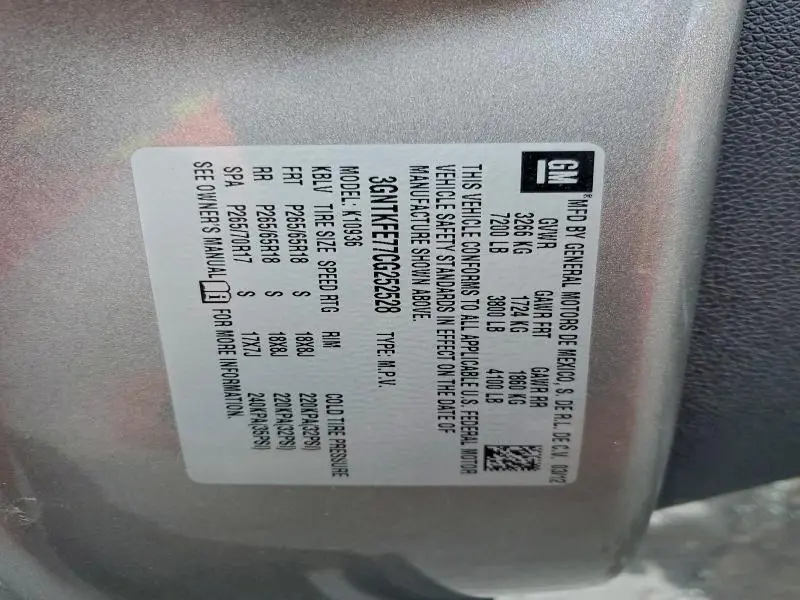 GM
®MFD BY GENERAL MOTORS DE MEXICO, S. DE R.L. DE C.V. 03/12
GVWR GAWR FRT GAWR RR
3266 KG 1724 KG 1860 KG
7200 LB 3800 LB 4100 LB
THIS VEHICLE CONFORMS TO ALL APPLICABLE U.S. FEDERAL MOTOR
VEHICLE SAFETY STANDARDS IN EFFECT ON THE DATE OF
MANUFACTURE SHOWN ABOVE.
3GNTKFE77CG252528 TYPE: M.P.V.
MODEL: K10936
KBLV TIRE SIZE SPEED RTG RIM COLD TIRE PRESSURE
FRT P265/65R18 S 18X8J 220KPA(32PSI)
RR P265/65R18 S 18X8J 220KPA(32PSI)
SPA P265/70R17 S 17X7J 240KPA(35PSI)
SEE OWNER'S MANUAL FOR MORE INFORMATION.